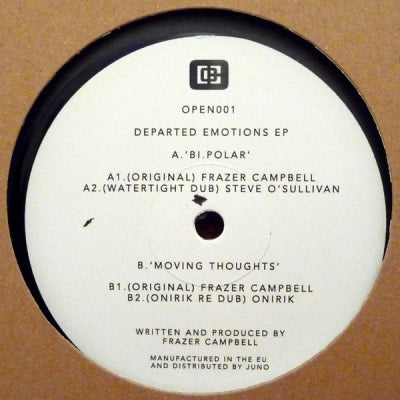 OPEN001
DEPARTED EMOTIONS EP
A.'BI.POLAR'
A1.(ORIGINAL) FRAZER CAMPBELL
A2.(WATERTIGHT DUB) STEVE O'SULLIVAN
B.'MOVING THOUGHTS'
B1.(ORIGINAL) FRAZER CAMPBELL
B2.(ONIRIK RE DUB) ONIRIK
WRITTEN AND PRODUCED BY
FRAZER CAMPBELL
MANUFACTURED IN THE EU
AND DISTRIBUTED BY JUNO